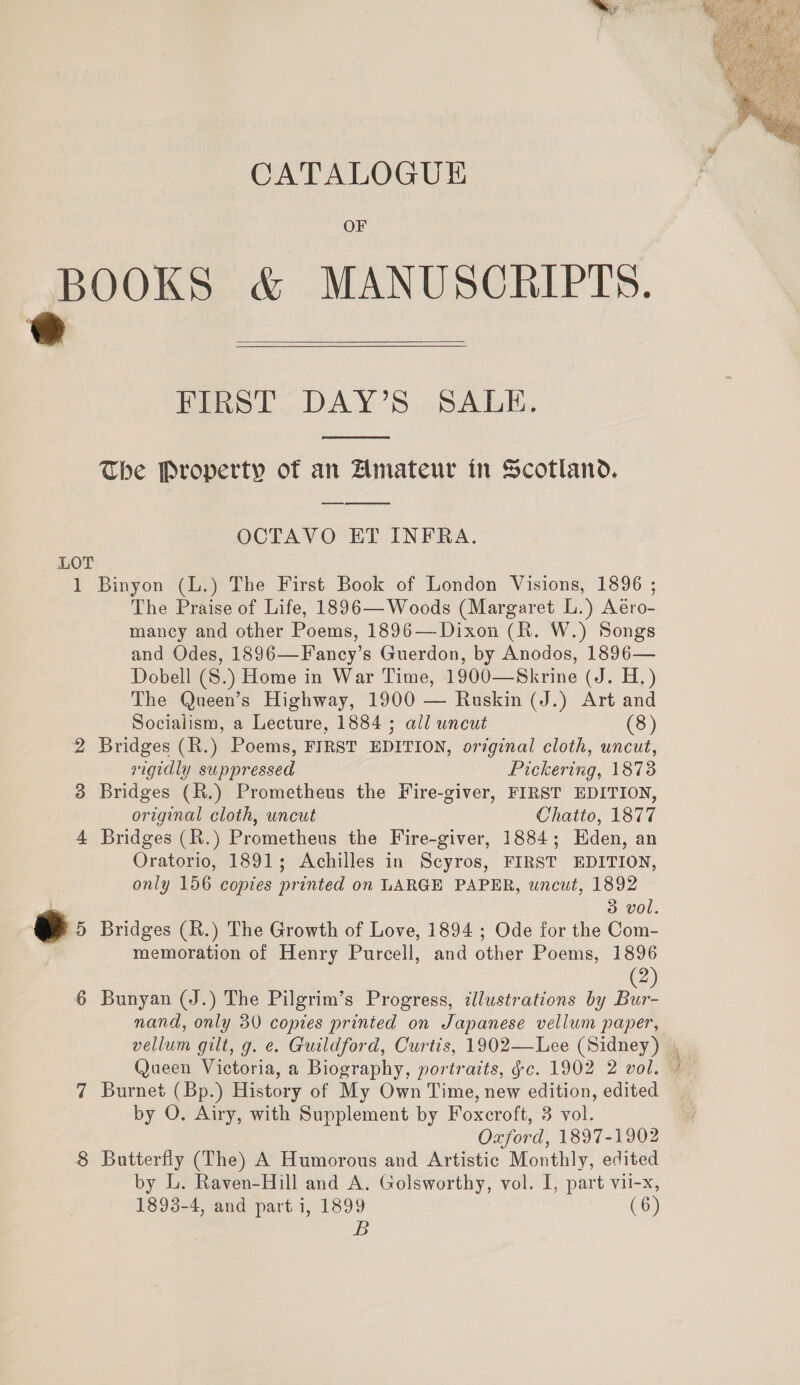 CATALOGUE
OF
BOOKS & MANUSCRIPTS.
FIRST DAY'S SALE.
The Property of an Amateur in Scotland.
OCTAVO ET INFRA.
LOT
1 Binyon (L.) The First Book of London Visions, 1896 ;
The Praise of Life, 1896—Woods (Margaret L.) Aëro-
mancy and other Poems, 1896—Dixon (R. W.) Songs
and Odes, 1896—Fancy's Guerdon, by Anodos, 1896—
Dobell (S.) Home in War Time, 1900—Skrine (J. H.)
The Queen's Highway, 1900 — Ruskin (J.) Art and
Socialism, a Lecture, 1884 ; all uncut (8)
2 Bridges (R.) Poems, FIRST EDITION, original cloth, uncut,
rigidly suppressed Pickering, 1873
3 Bridges (R.) Prometheus the Fire-giver, FIRST EDITION,
original cloth, uncut Chatto, 1877
4 Bridges (R.) Prometheus the Fire-giver, 1884; Eden, an
Oratorio, 1891; Achilles in Scyros, FIRST EDITION,
only 156 copies printed on LARGE PAPER, uncut, 1892
3 vol.
5 Bridges (R.) The Growth of Love, 1894 ; Ode for the Com-
memoration of Henry Purcell, and other Poems, 1896
(2)
6 Bunyan (J.) The Pilgrim's Progress, illustrations by Bur-
nand, only 30 copies printed on Japanese vellum paper,
vellum gilt, g. e. Guildford, Curtis, 1902—Lee (Sidney)
Queen Victoria, a Biography, portraits, &c. 1902 2 vol.
7 Burnet (Bp.) History of My Own Time, new edition, edited
by O. Airy, with Supplement by Foxcroft, 3 vol.
Oxford, 1897-1902
8 Butterfly (The) A Humorous and Artistic Monthly, edited
by L. Raven-Hill and A. Golsworthy, vol. I, part vii-x,
1893-4, and part i, 1899 (6)
B